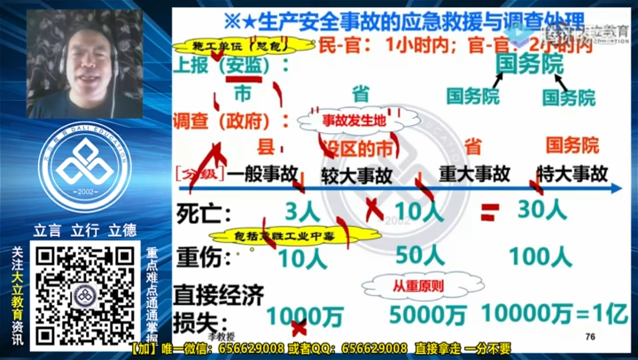 ※★生产安全事故的应急救援与调查处理
施工单位（总包） 民-官：1小时内；官-官：2小时内
上报（安监）： 国务院
市 省 国务院 国务院
调查（政府）： 事故发生地
县 （设区的市） 省 国务院
[分级] 一般事故 较大事故 重大事故 特大事故
死亡： 3人 10人 30人
包括急性工业中毒
重伤： 10人 50人 100人
从重原则
直接经济
损失： 1000万 5000万 10000万=1亿
李教授 76
2002
立言 立行 立德
关注大立教育资讯
重点难点通通掌握
【加】唯一微信：656629008 或者QQ：656629008 直接拿走 一分不要